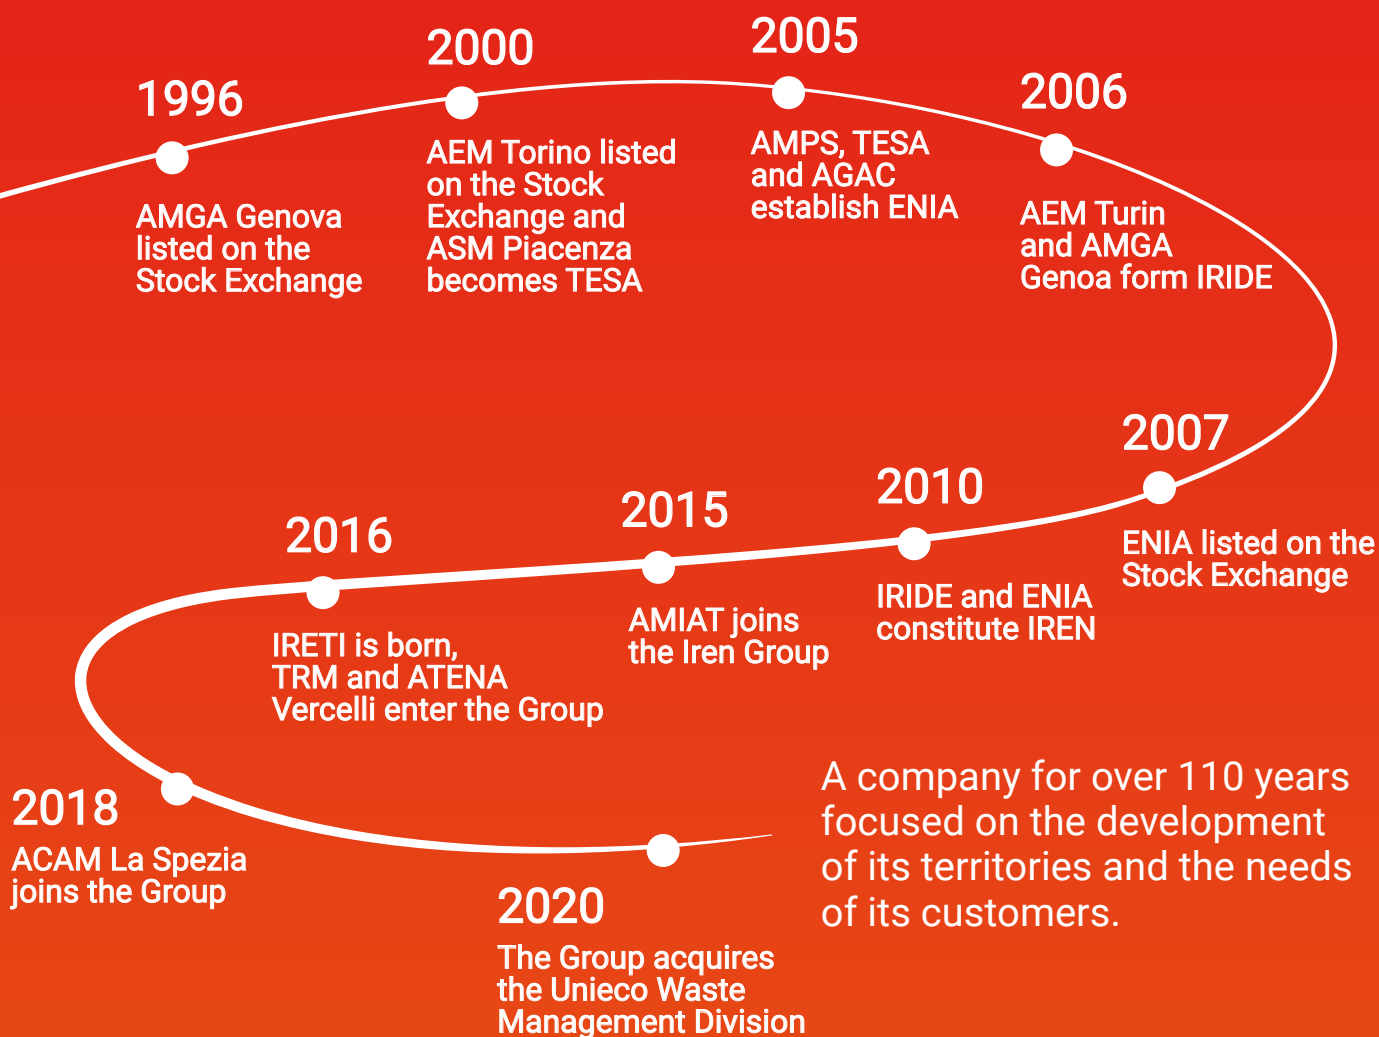 1996
AMGA Genova
listed on the
Stock Exchange
2000
AEM Torino listed
on the Stock
Exchange and
ASM Piacenza
becomes TESA
2005
AMPS, TESA
and AGAC
establish ENIA
2006
AEM Turin
and AMGA
Genoa form IRIDE
2007
ENIA listed on the
Stock Exchange
2010
IRIDE and ENIA
constitute IREN
2015
AMIAT joins
the Iren Group
2016
IRETI is born,
TRM and ATENA
Vercelli enter the Group
2018
ACAM La Spezia
joins the Group
2020
The Group acquires
the Unieco Waste
Management Division
A company for over 110 years
focused on the development
of its territories and the needs
of its customers.